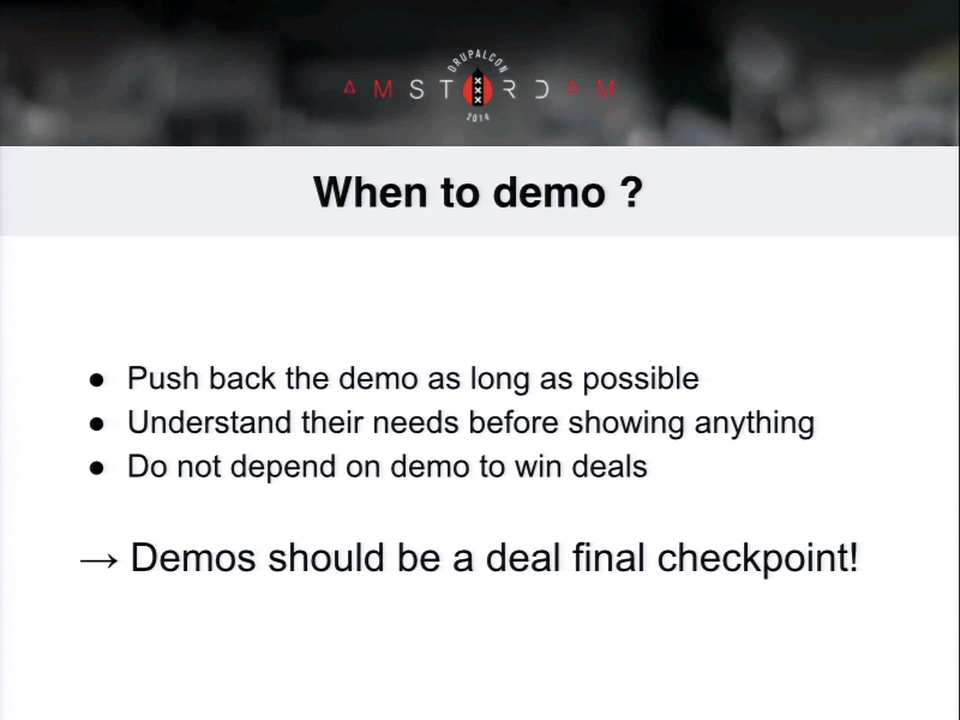 DRUPALCON
AMSTERDAM
2014
When to demo ?
● Push back the demo as long as possible
● Understand their needs before showing anything
● Do not depend on demo to win deals
→ Demos should be a deal final checkpoint!